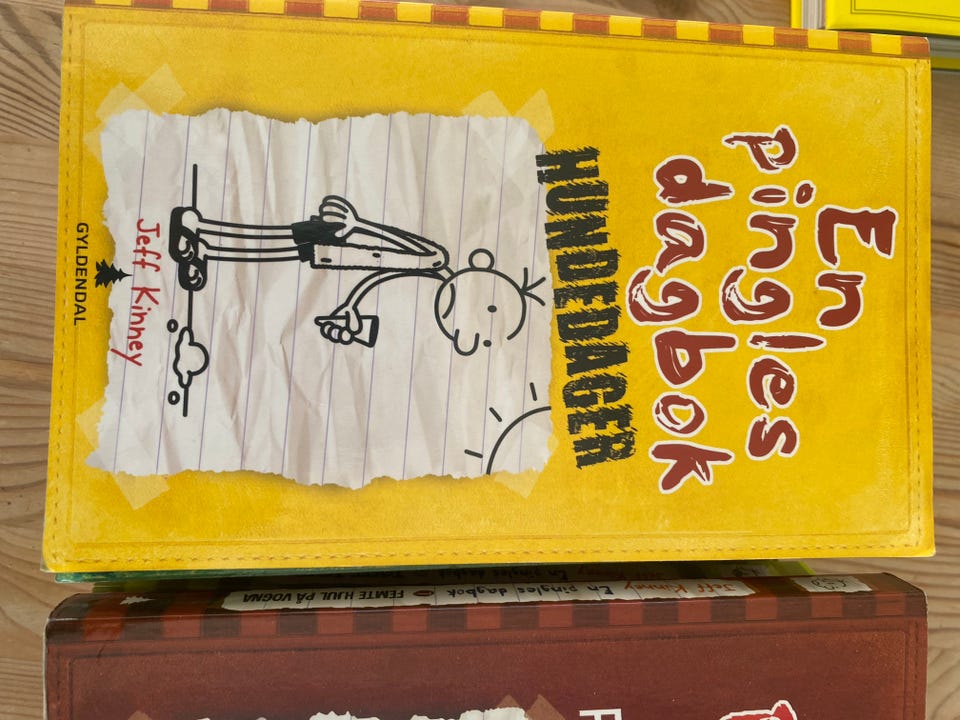 En
pingles
dagbok
HUNDEDAGER
Jeff Kinney
GYLDENDAL
Jeff Kinney En pingles dagbok FEMTE HJUL PÅ VOGNA
F